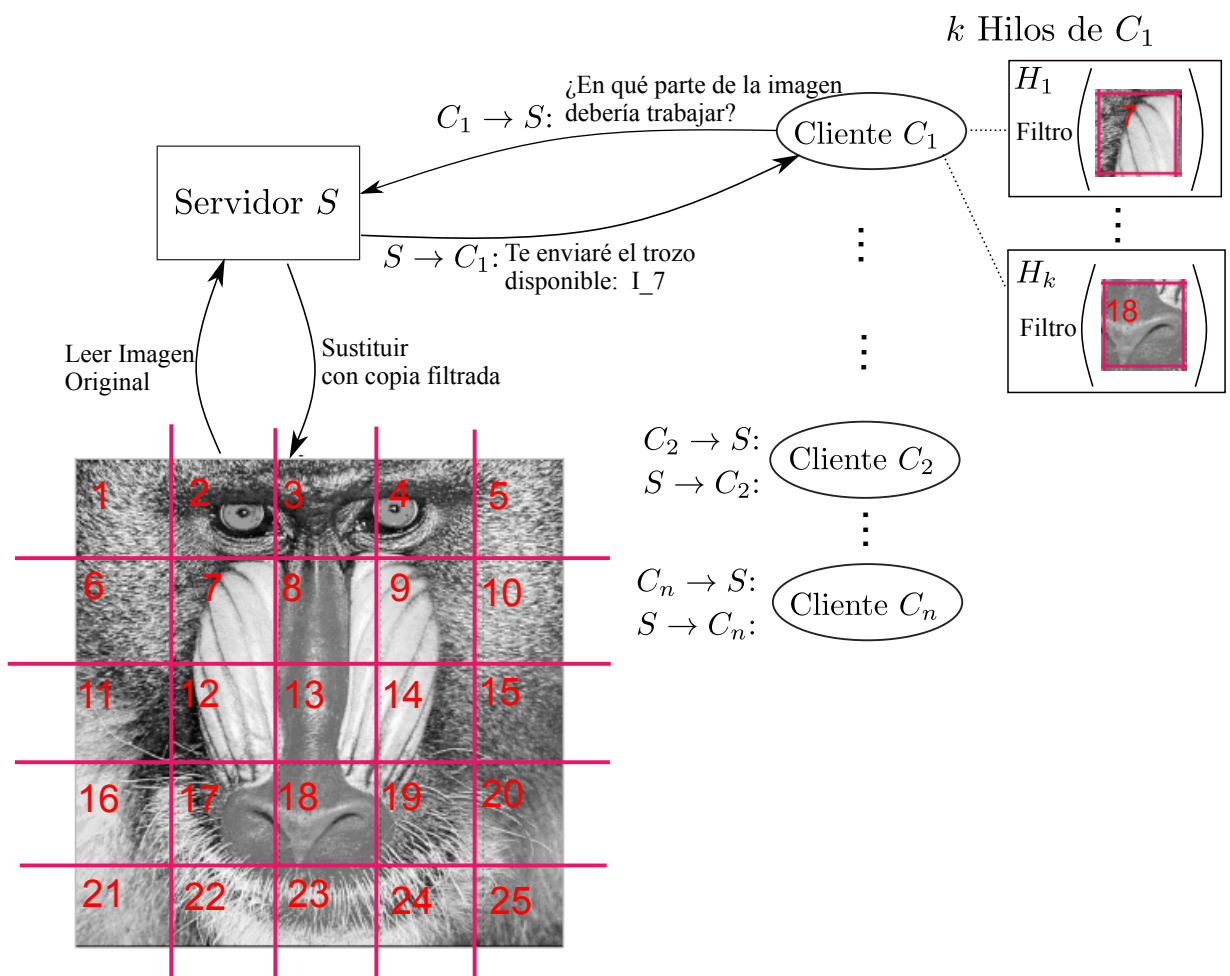 k Hilos de C₁
H₁
Filtro
7
⋮
Hₖ
Filtro
18
¿En qué parte de la imagen
C₁ → S: debería trabajar?
Cliente C₁
Servidor S
S → C₁: Te enviaré el trozo
disponible: I_7
Leer Imagen
Original
Sustituir
con copia filtrada
⋮
⋮
C₂ → S:
S → C₂:
Cliente C₂
⋮
Cₙ → S:
S → Cₙ:
Cliente Cₙ
1 2 3 4 5
6 7 8 9 10
11 12 13 14 15
16 17 18 19 20
21 22 23 24 25